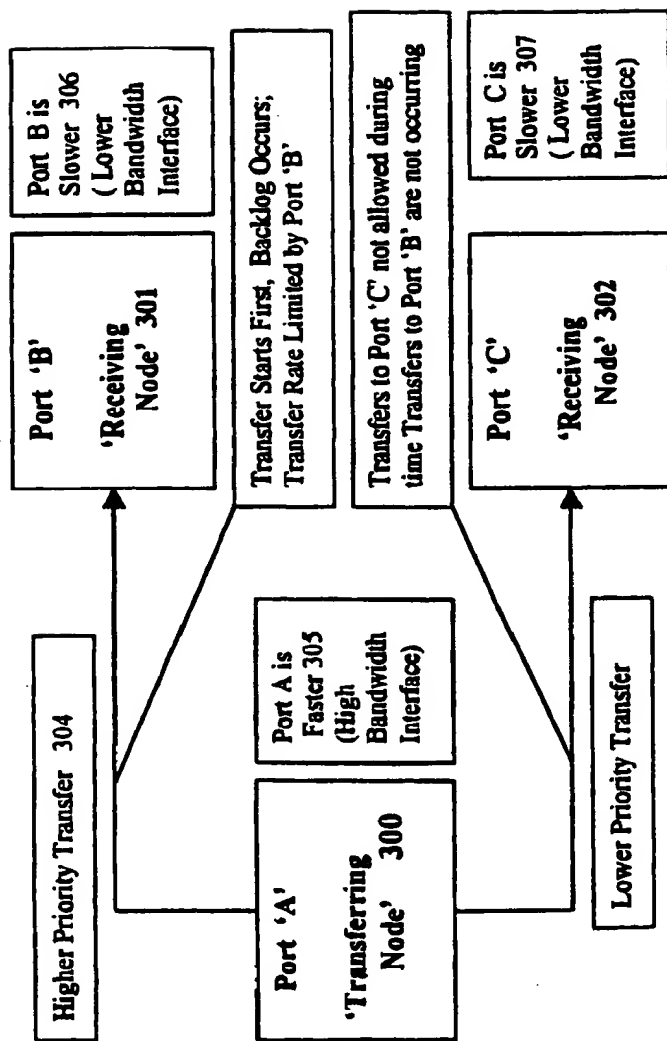 Higher Priority Transfer 304
Port 'A'
'Transferring
Node' 300
Port A is
Faster 305
(High
Bandwidth
Interface)
Lower Priority Transfer
Port 'B'
'Receiving
Node' 301
Port B is
Slower 306
( Lower
Bandwidth
Interface)
Transfer Starts First, Backlog Occurs;
Transfer Rate Limited by Port 'B'
Transfers to Port 'C' not allowed during
time Transfers to Port 'B' are not occurring
Port 'C'
'Receiving
Node' 302
Port C is
Slower 307
( Lower
Bandwidth
Interface)